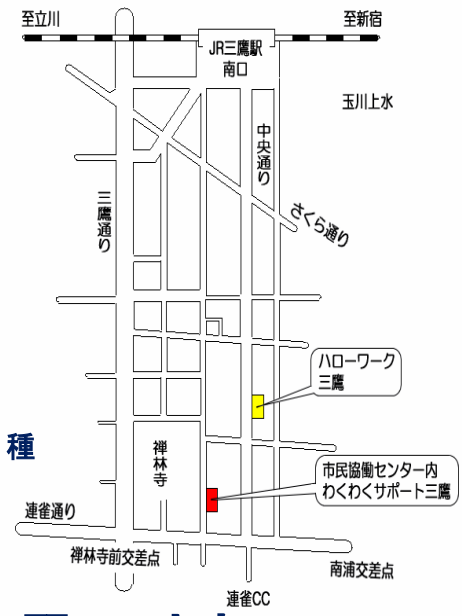 至立川
至新宿
JR三鷹駅
南口
玉川上水
中央通り
さくら通り
三鷹通り
ハローワーク
三鷹
種
禅林寺
市民協働センター内
わくわくサポート三鷹
連雀通り
禅林寺前交差点
南浦交差点
連雀CC